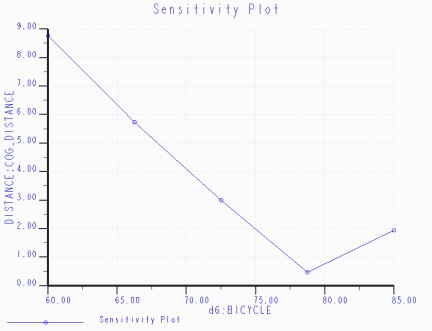 Sensitivity Plot
9.00
8.00
7.00
6.00
5.00
4.00
3.00
2.00
1.00
0.00
DISTANCE:COG_DISTANCE
60.00 65.00 70.00 75.00 80.00 85.00
d6:BICYCLE
Sensitivity Plot